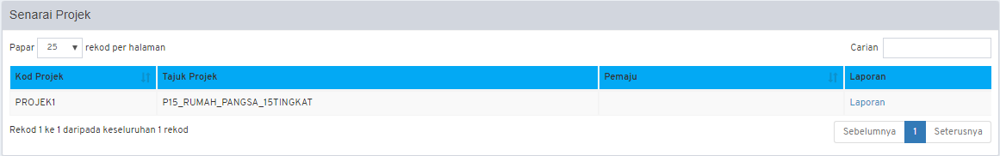 Senarai Projek
Papar 25 rekod per halaman Carian
Kod Projek Tajuk Projek Pemaju Laporan
PROJEK1 P15_RUMAH_PANGSA_15TINGKAT Laporan
Rekod 1 ke 1 daripada keseluruhan 1 rekod Sebelumnya 1 Seterusnya